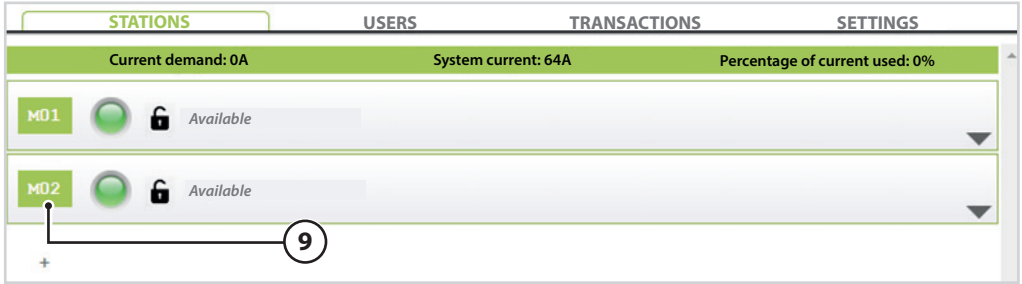 STATIONS USERS TRANSACTIONS SETTINGS
Current demand: 0A System current: 64A Percentage of current used: 0%
M01 Available
M02 Available
9
+